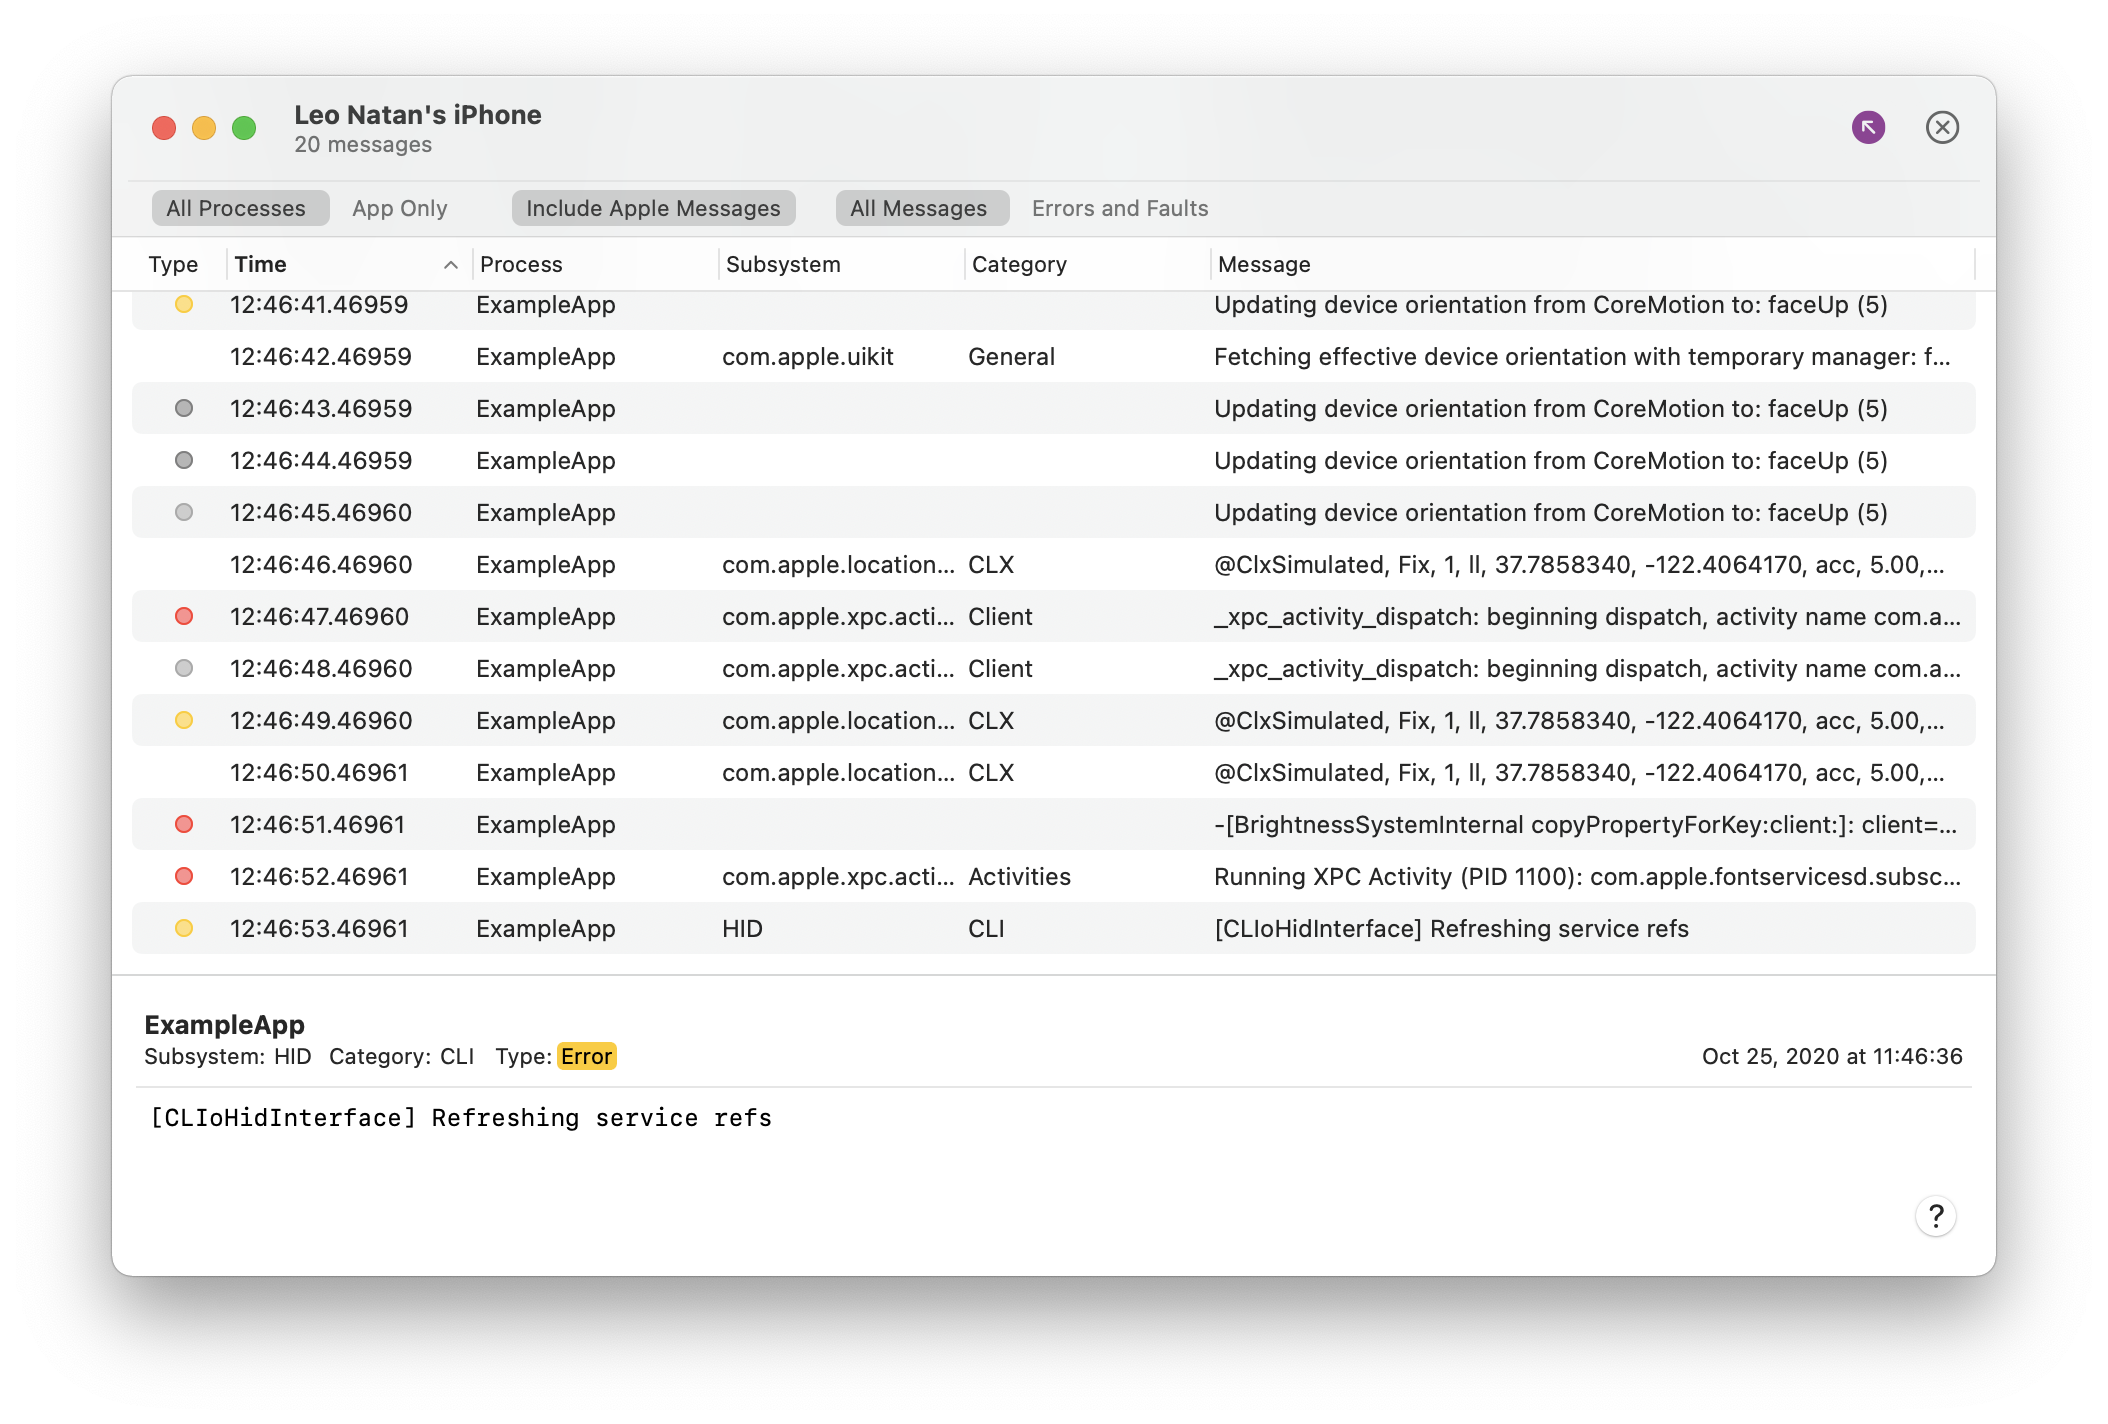 Leo Natan's iPhone
20 messages
All Processes App Only Include Apple Messages All Messages Errors and Faults
Type Time Process Subsystem Category Message
12:46:41.46959 ExampleApp Updating device orientation from CoreMotion to: faceUp (5)
12:46:42.46959 ExampleApp com.apple.uikit General Fetching effective device orientation with temporary manager: f...
12:46:43.46959 ExampleApp Updating device orientation from CoreMotion to: faceUp (5)
12:46:44.46959 ExampleApp Updating device orientation from CoreMotion to: faceUp (5)
12:46:45.46960 ExampleApp Updating device orientation from CoreMotion to: faceUp (5)
12:46:46.46960 ExampleApp com.apple.location... CLX @ClxSimulated, Fix, 1, ll, 37.7858340, -122.4064170, acc, 5.00,...
12:46:47.46960 ExampleApp com.apple.xpc.acti... Client _xpc_activity_dispatch: beginning dispatch, activity name com.a...
12:46:48.46960 ExampleApp com.apple.xpc.acti... Client _xpc_activity_dispatch: beginning dispatch, activity name com.a...
12:46:49.46960 ExampleApp com.apple.location... CLX @ClxSimulated, Fix, 1, ll, 37.7858340, -122.4064170, acc, 5.00,...
12:46:50.46961 ExampleApp com.apple.location... CLX @ClxSimulated, Fix, 1, ll, 37.7858340, -122.4064170, acc, 5.00,...
12:46:51.46961 ExampleApp -[BrightnessSystemInternal copyPropertyForKey:client:]: client=...
12:46:52.46961 ExampleApp com.apple.xpc.acti... Activities Running XPC Activity (PID 1100): com.apple.fontservicesd.subsc...
12:46:53.46961 ExampleApp HID CLI [CLIoHidInterface] Refreshing service refs
ExampleApp
Subsystem: HID Category: CLI Type: Error Oct 25, 2020 at 11:46:36
[CLIoHidInterface] Refreshing service refs
?